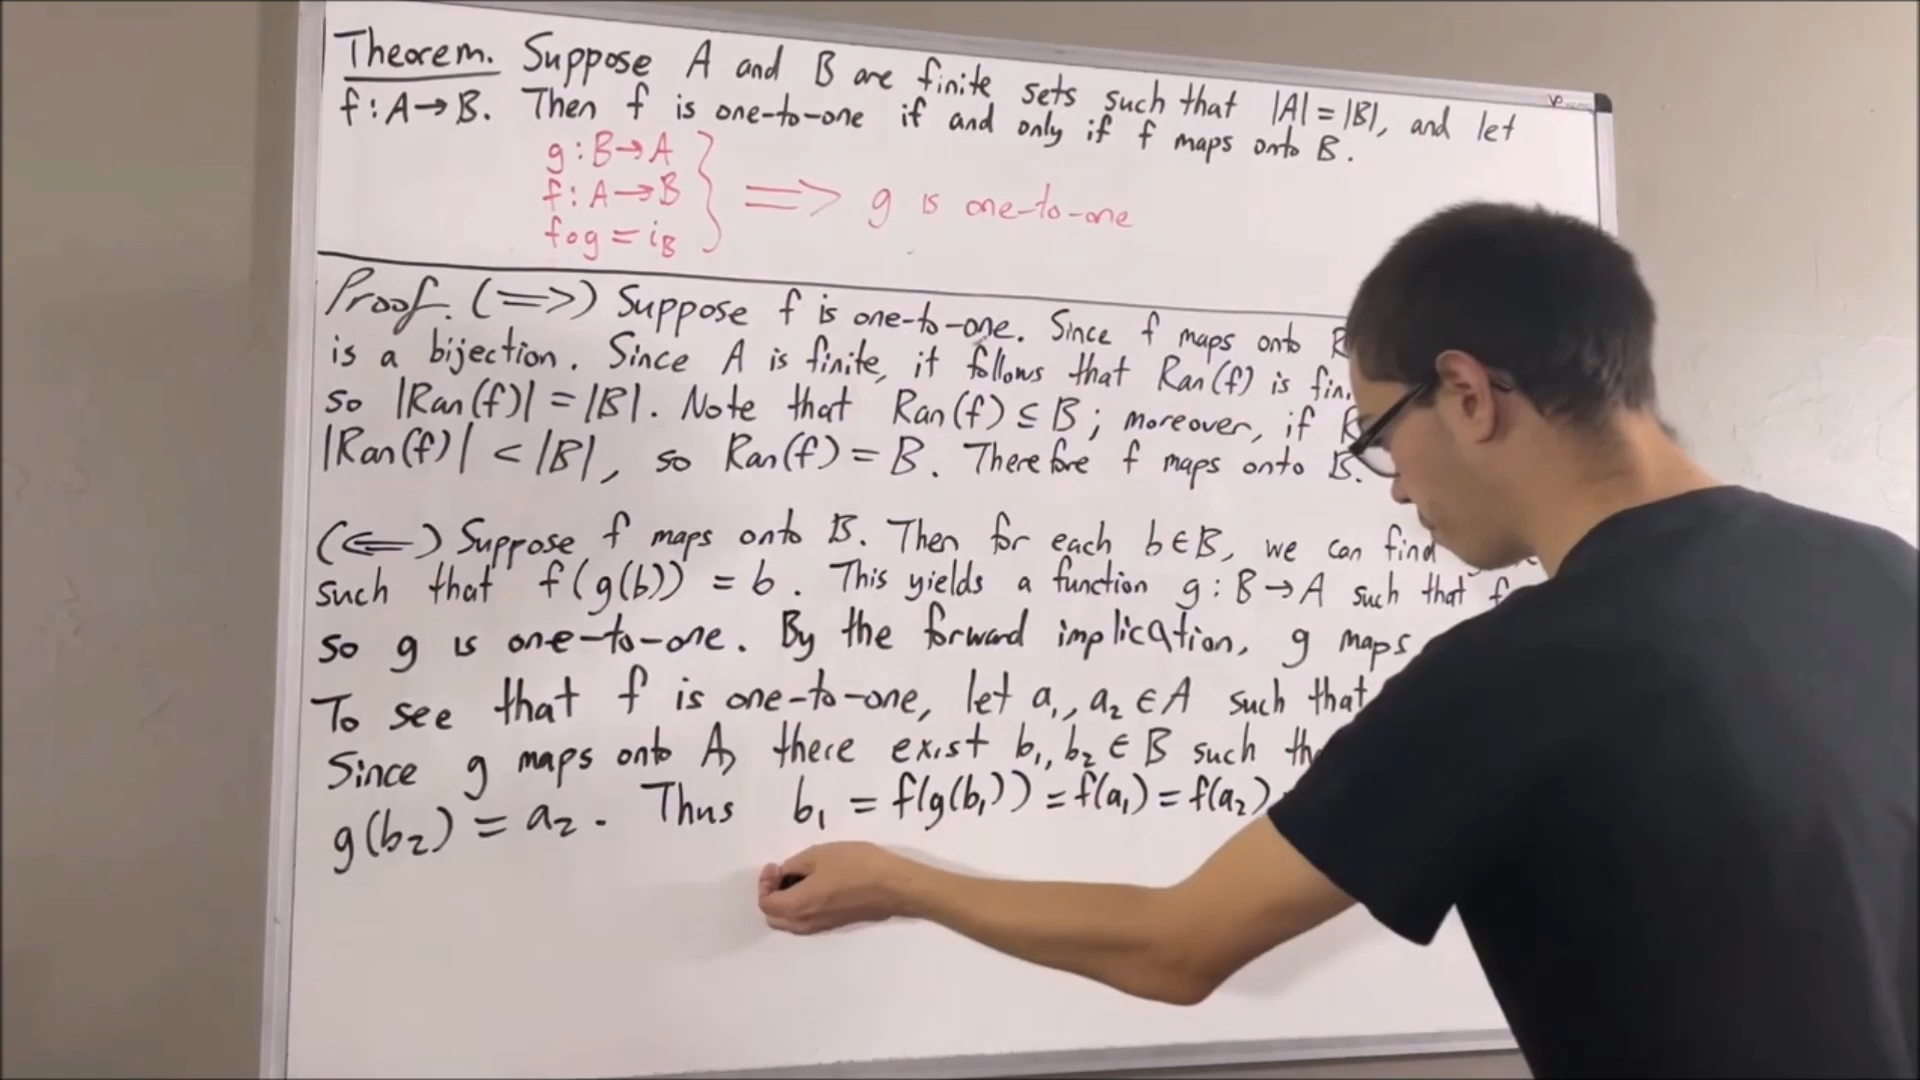 Theorem. Suppose A and B are finite sets such that |A| = |B|, and let
f : A → B. Then f is one-to-one if and only if f maps onto B.
g : B → A
f : A → B
f∘g = i_B
⟹ g is one-to-one
Proof. (⟹) Suppose f is one-to-one. Since f maps onto
is a bijection. Since A is finite, it follows that Ran(f) is
so |Ran(f)| = |B|. Note that Ran(f) ⊆ B ; moreover, if
|Ran(f)| < |B|, so Ran(f) = B. Therefore f maps onto B.
(⟸) Suppose f maps onto B. Then for each b ∈ B, we can find
such that f(g(b)) = b. This yields a function g : B → A such that
so g is one-to-one. By the forward implication, g maps
To see that f is one-to-one, let a₁, a₂ ∈ A such that
Since g maps onto A, there exist b₁, b₂ ∈ B such
g(b₂) = a₂. Thus b₁ = f(g(b₁)) = f(a₁) = f(a₂)